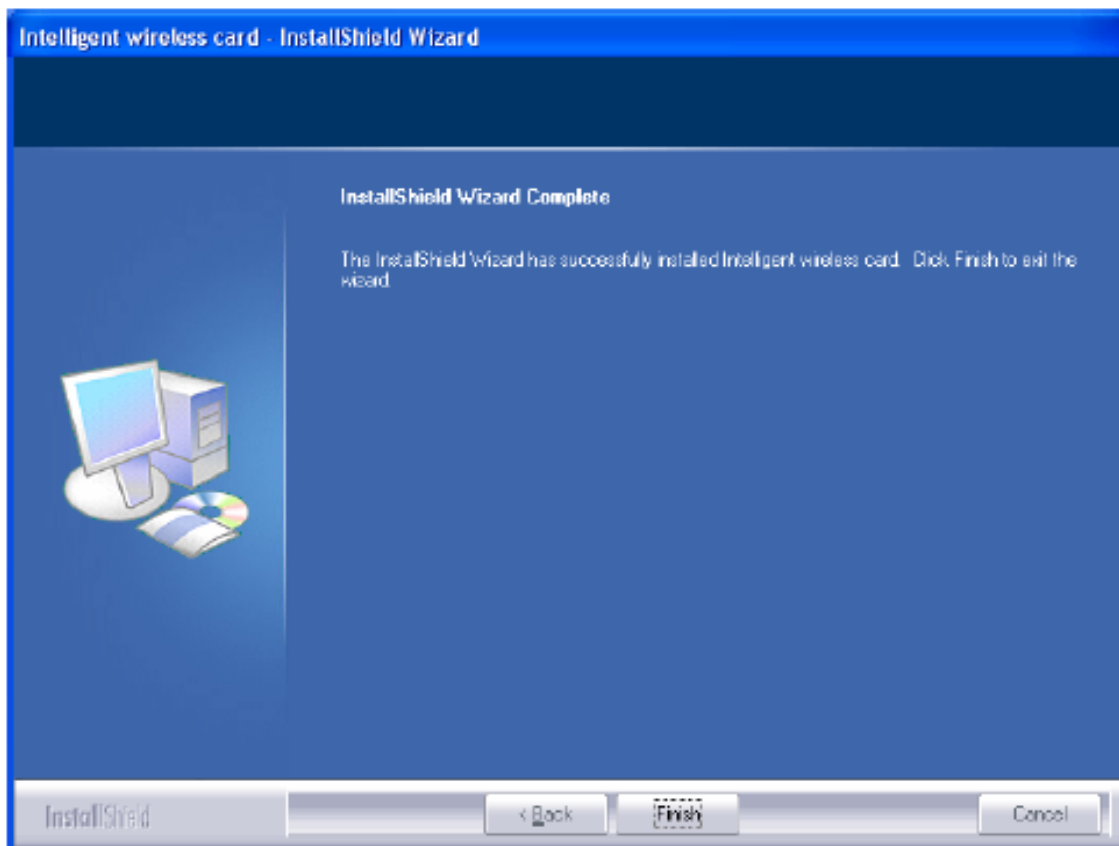 Intelligent wireless card - InstallShield Wizard
InstallShield Wizard Complete
The InstallShield Wizard has successfully installed Intelligent wireless card. Click Finish to exit the
wizard.
InstallShield
< Back
Finish
Cancel